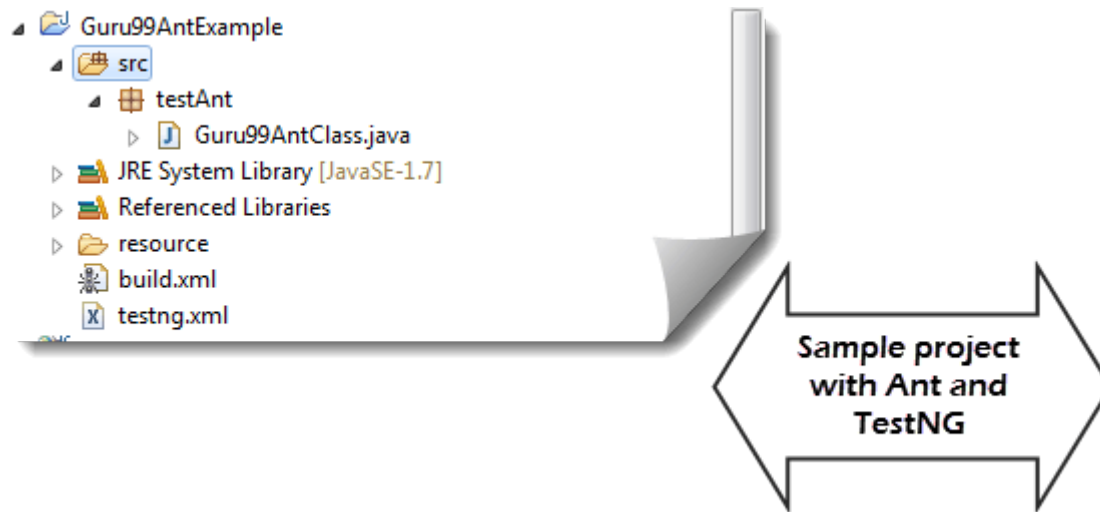 Guru99AntExample
src
testAnt
Guru99AntClass.java
JRE System Library [JavaSE-1.7]
Referenced Libraries
resource
build.xml
testng.xml
Sample project
with Ant and
TestNG